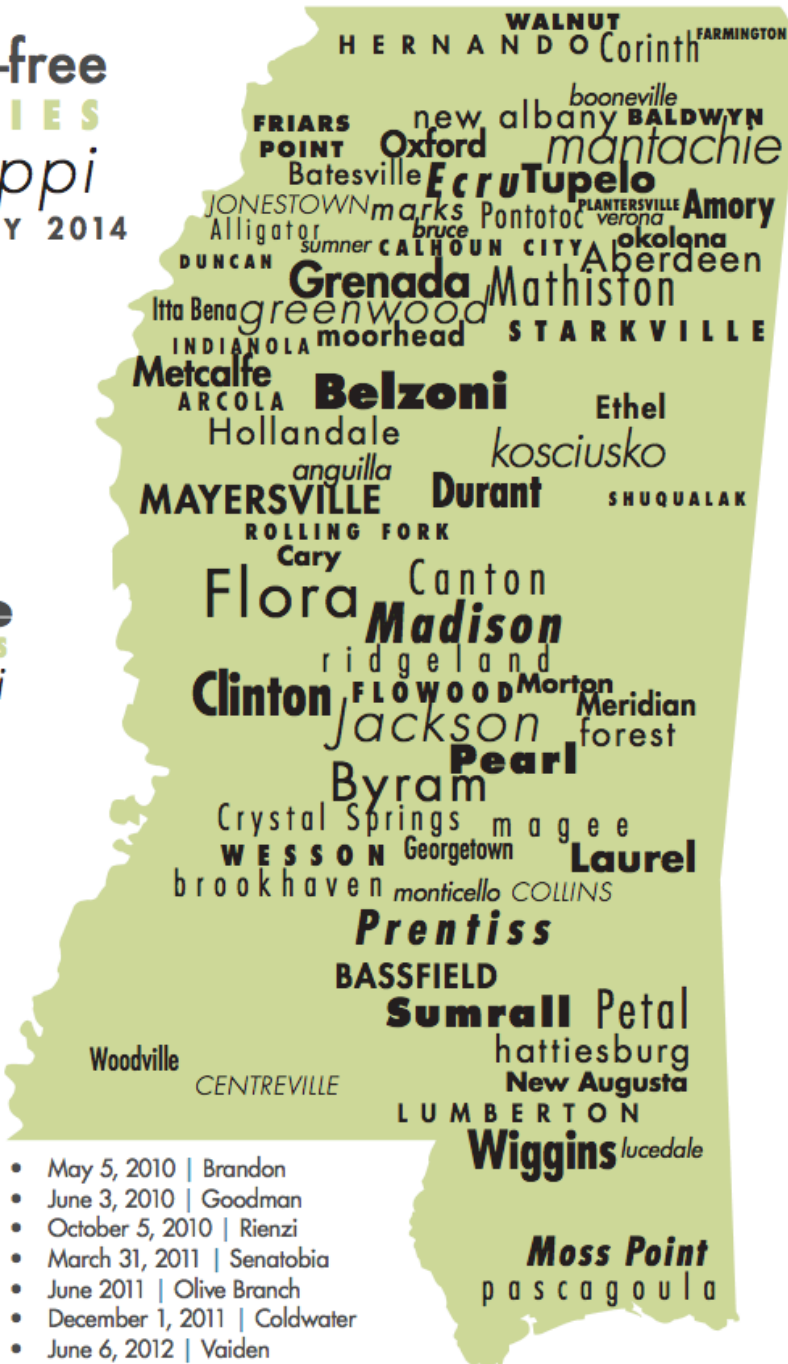 -free
IES
ppi
Y 2014
WALNUT
HERNANDO Corinth FARMINGTON
booneville
FRIARS POINT new albany BALDWYN
Oxford mantachie
Batesville Ecru Tupelo
JONESTOWN marks Pontotoc PLANTERSVILLE verona Amory
Alligator bruce okolona
sumner CALHOUN CITY Aberdeen
DUNCAN
Grenada Mathiston
Itta Bena greenwood
INDIANOLA moorhead STARKVILLE
Metcalfe
ARCOLA Belzoni Ethel
Hollandale kosciusko
anguilla
MAYERSVILLE Durant SHUQUALAK
ROLLING FORK
Cary
Flora Canton
e
Madison
s
ridgeland
i
Clinton FLOWOOD Morton
Meridian
Jackson forest
Pearl
Byram
Crystal Springs magee
WESSON Georgetown Laurel
brookhaven monticello COLLINS
Prentiss
BASSFIELD
Sumrall Petal
Woodville hattiesburg
CENTREVILLE New Augusta
LUMBERTON
Wiggins lucedale
• May 5, 2010 | Brandon
• June 3, 2010 | Goodman
• October 5, 2010 | Rienzi
• March 31, 2011 | Senatobia
• June 2011 | Olive Branch
• December 1, 2011 | Coldwater
• June 6, 2012 | Vaiden
Moss Point
pascagoula